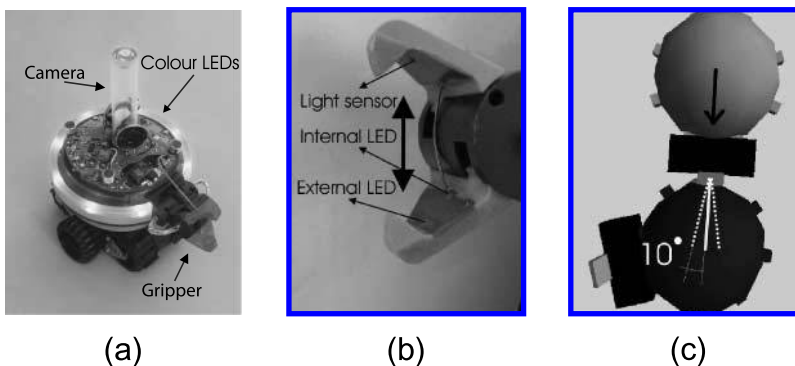 Camera
Colour LEDs
Gripper
Light sensor
Internal LED
External LED
10°
(a)
(b)
(c)